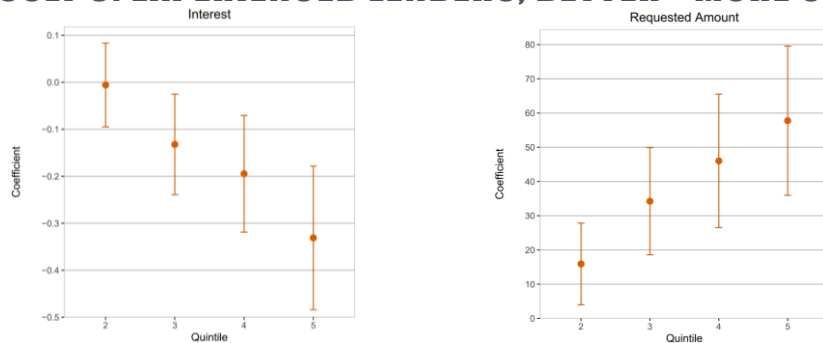 Interest
0.1
0.0
−0.1
−0.2
−0.3
−0.4
−0.5
Coefficient
2 3 4 5
Quintile
Requested Amount
80
70
60
50
40
30
20
10
0
Coefficient
2 3 4 5
Quintile